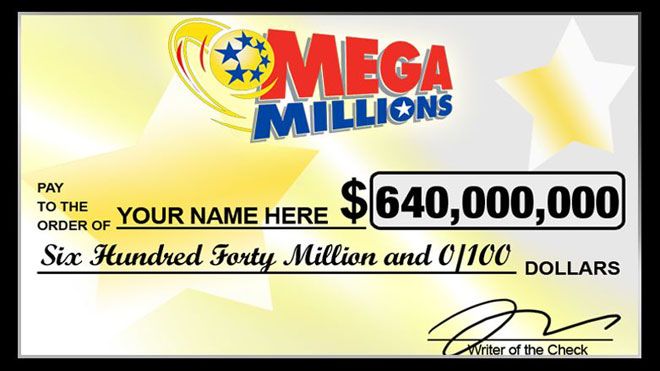 MEGA
MILLIONS
PAY
TO THE
ORDER OF YOUR NAME HERE $640,000,000
Six Hundred Forty Million and 0/100 DOLLARS
Writer of the Check